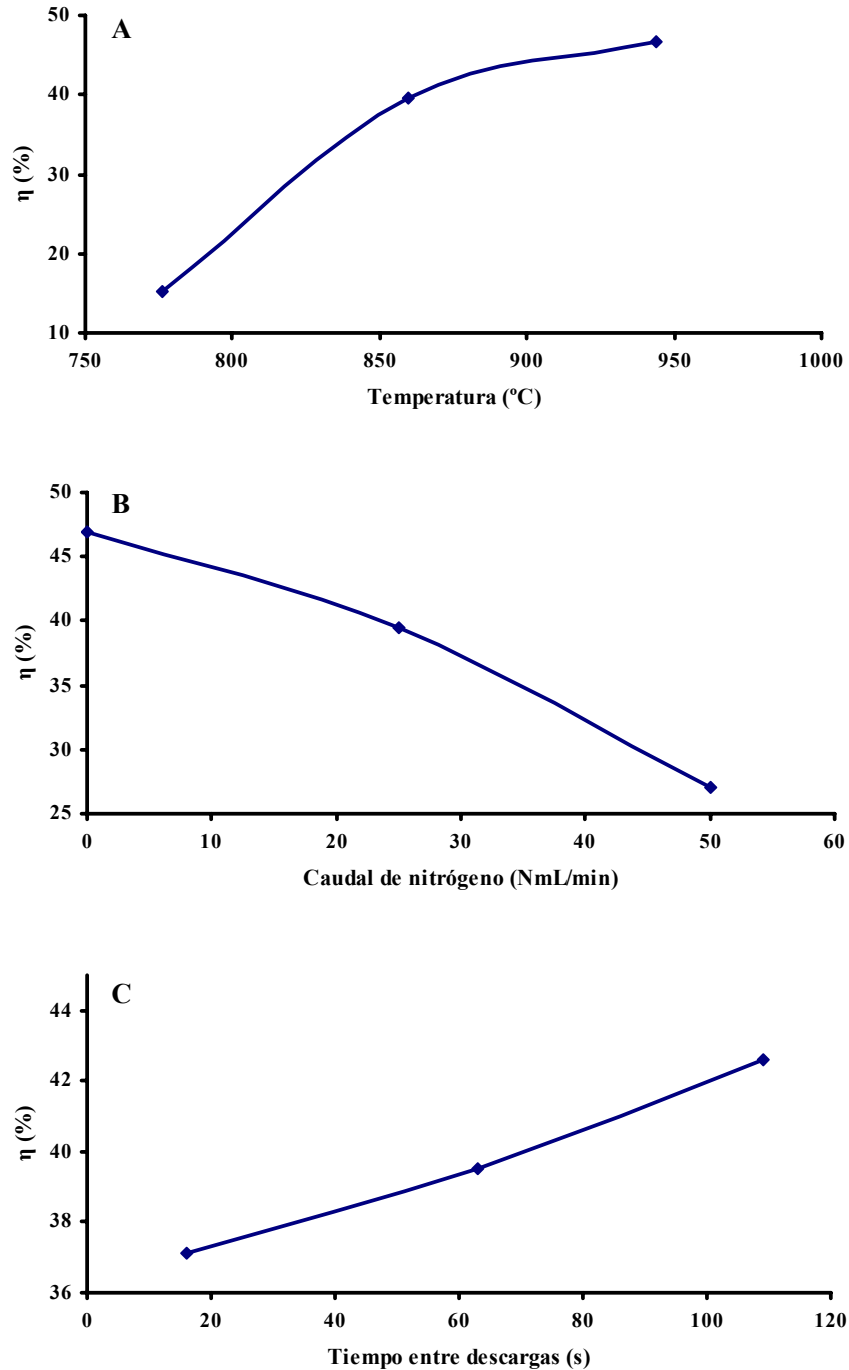 A
50
40
30
20
10
η (%)
750 800 850 900 950 1000
Temperatura (ºC)
B
50
45
40
35
30
25
η (%)
0 10 20 30 40 50 60
Caudal de nitrógeno (NmL/min)
C
44
42
40
38
36
η (%)
0 20 40 60 80 100 120
Tiempo entre descargas (s)